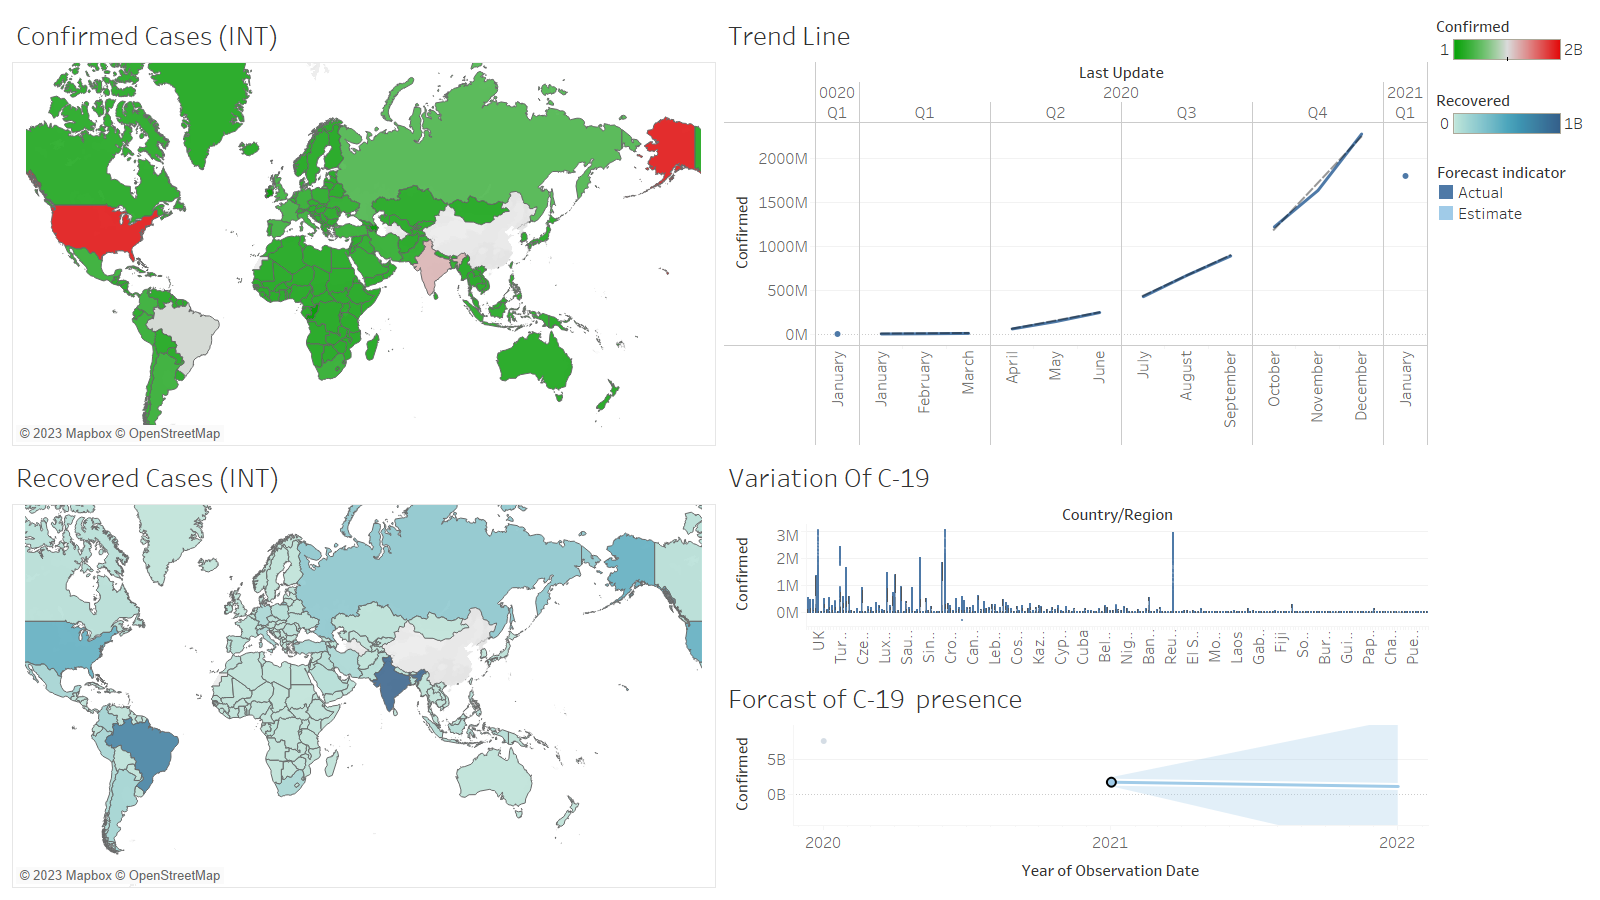 Confirmed Cases (INT)
© 2023 Mapbox © OpenStreetMap
Trend Line
Last Update
0020
2020
2021
Q1
Q1
Q2
Q3
Q4
Q1
Confirmed
2000M
1500M
1000M
500M
0M
January
January
February
March
April
May
June
July
August
September
October
November
December
January
Confirmed
1
2B
Recovered
0
1B
Forecast indicator
Actual
Estimate
Recovered Cases (INT)
© 2023 Mapbox © OpenStreetMap
Variation Of C-19
Country/Region
Confirmed
3M
2M
1M
0M
UK
Tur..
Cze..
Lux..
Sau..
Sin..
Cro..
Can..
Leb..
Cos..
Kaz..
Cyp..
Cuba
Bel..
Nig..
Ban..
Reu..
El S..
Mo..
Laos
Gab..
Fiji
So..
Bur..
Gui..
Pap..
Cha..
Pue..
Forcast of C-19 presence
Confirmed
5B
0B
2020
2021
2022
Year of Observation Date